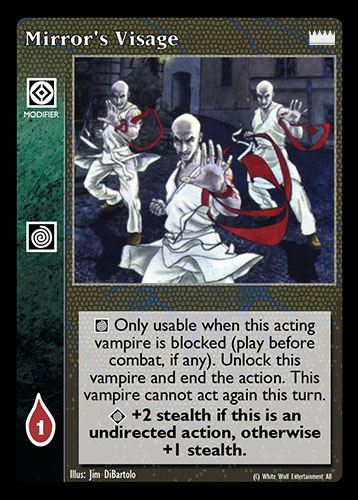 Mirror's Visage
MODIFIER
Only usable when this acting
vampire is blocked (play before
combat, if any). Unlock this
vampire and end the action. This
vampire cannot act again this turn.
+2 stealth if this is an
undirected action, otherwise
+1 stealth.
1
Illus: Jim DiBartolo
(C) White Wolf Entertainment AB